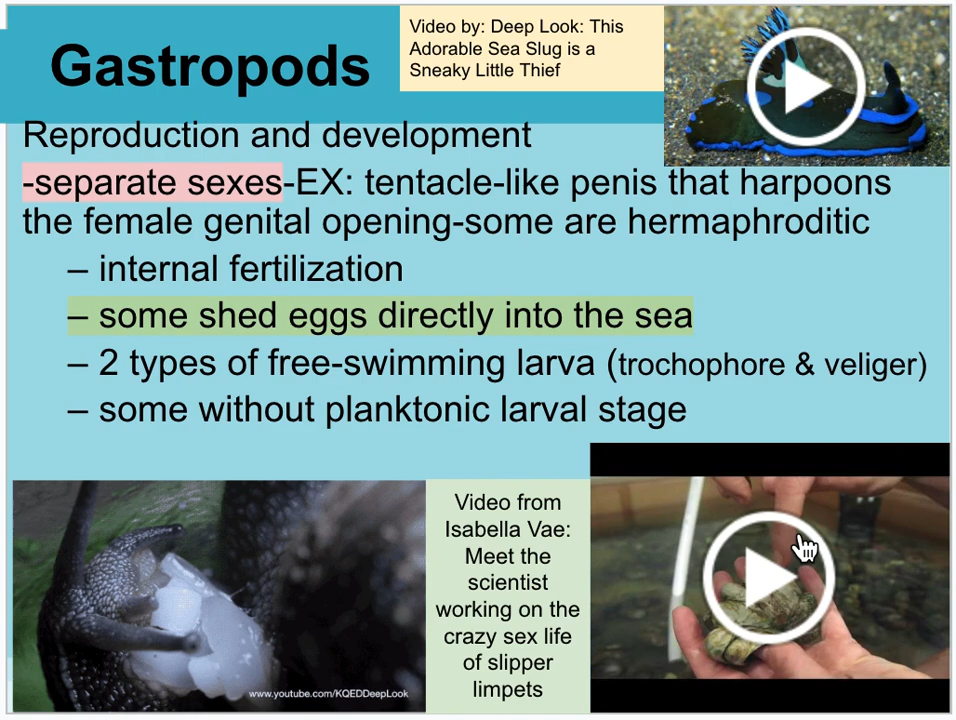 Gastropods
Video by: Deep Look: This
Adorable Sea Slug is a
Sneaky Little Thief
Reproduction and development
-separate sexes-EX: tentacle-like penis that harpoons
the female genital opening-some are hermaphroditic
– internal fertilization
– some shed eggs directly into the sea
– 2 types of free-swimming larva (trochophore & veliger)
– some without planktonic larval stage
www.youtube.com/KQEDDeepLook
Video from
Isabella Vae:
Meet the
scientist
working on the
crazy sex life
of slipper
limpets